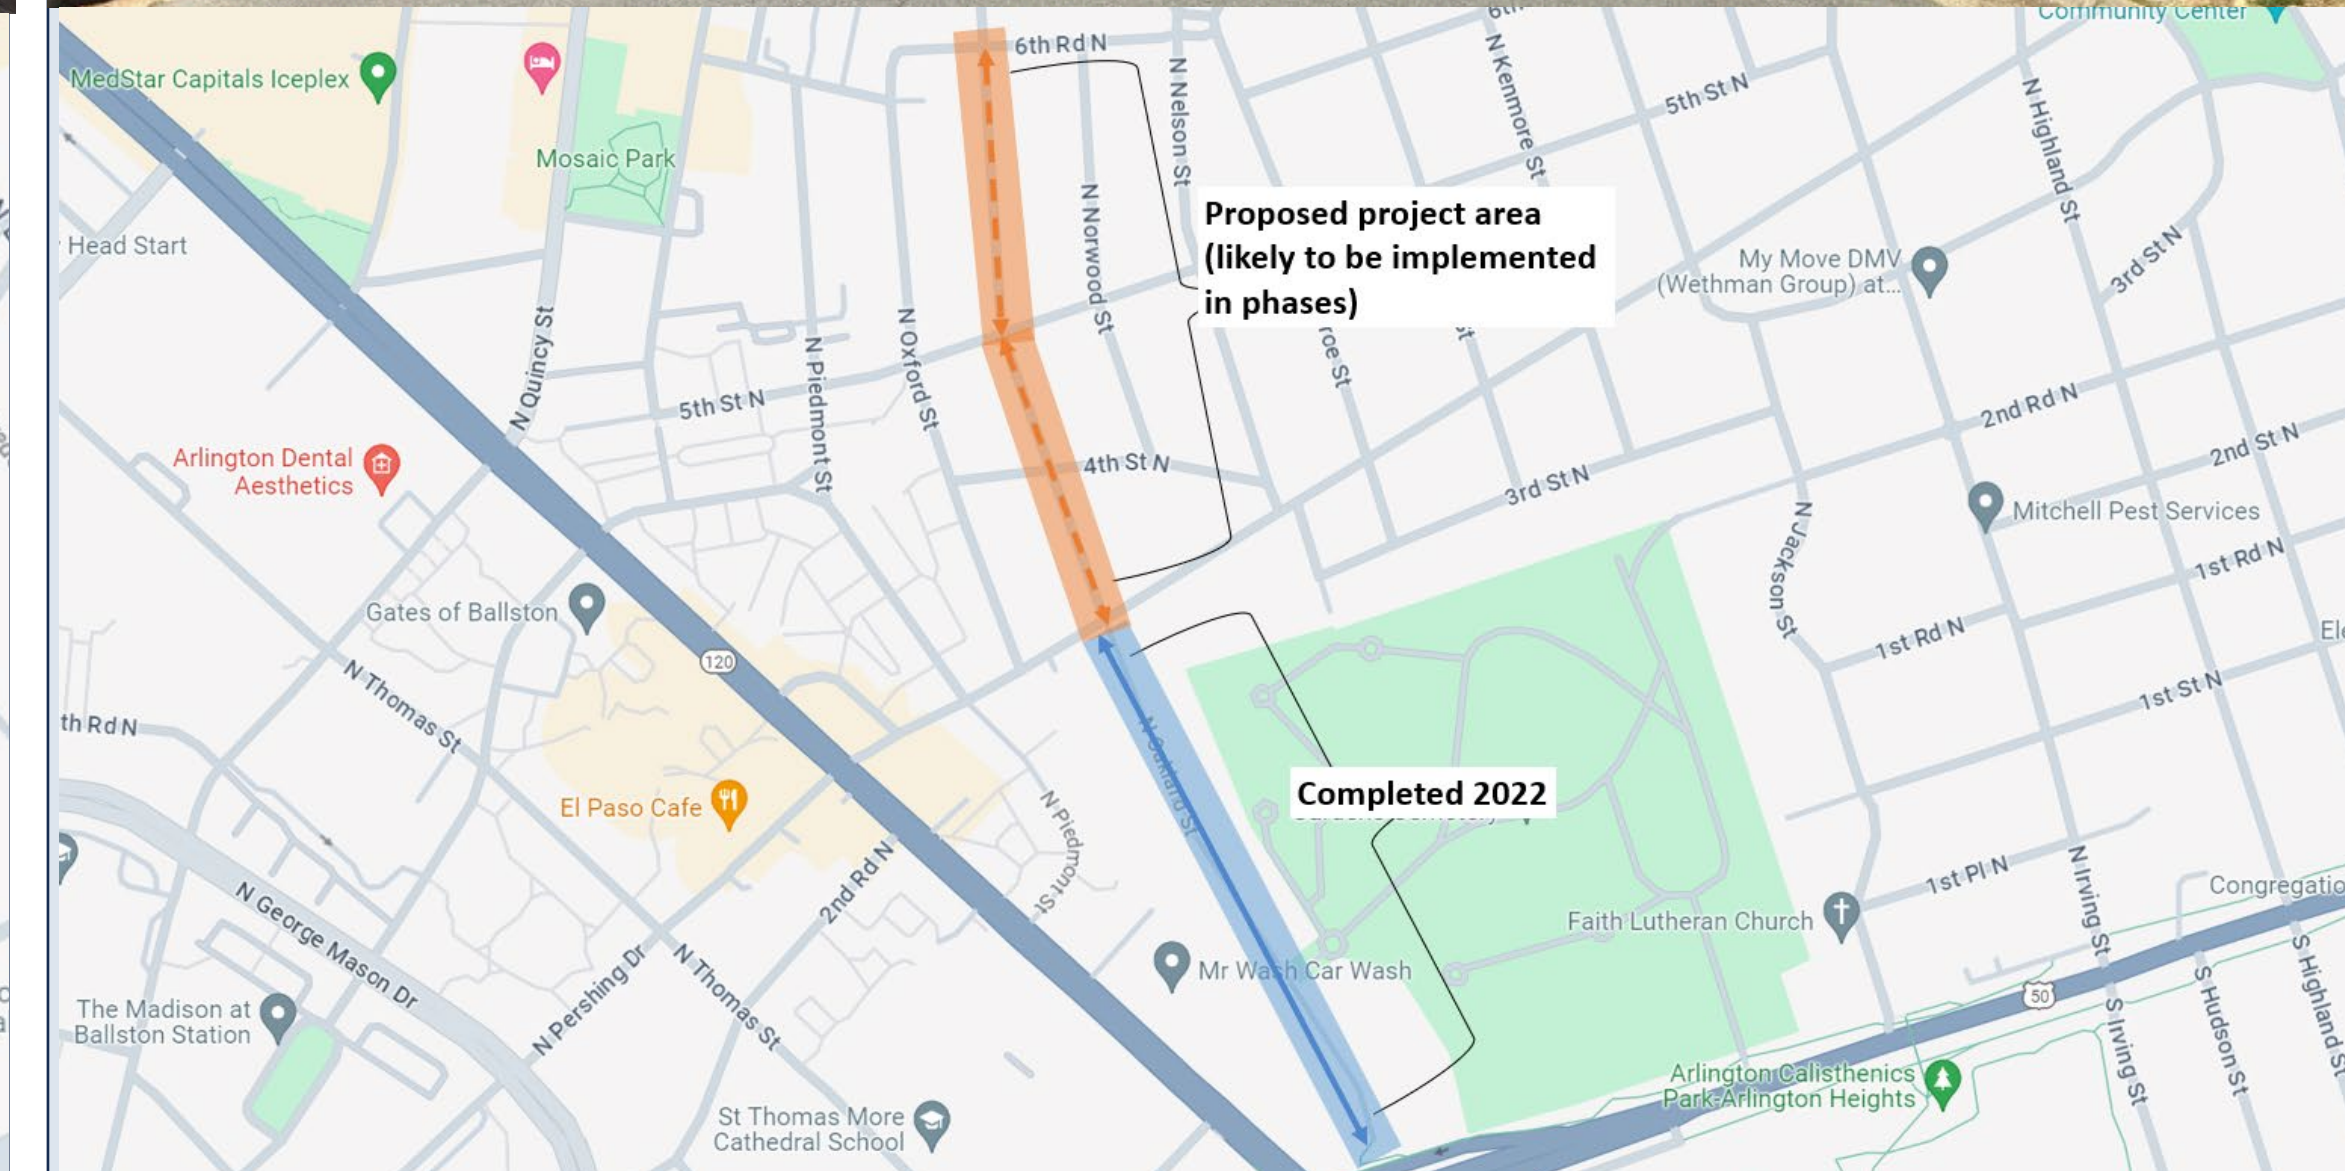 Community Center
6th Rd N
MedStar Capitals Iceplex
N Kenmore St
N Nelson St
5th St N
N Highland St
Mosaic Park
N Norwood St
Proposed project area
(likely to be implemented
in phases)
Head Start
My Move DMV
(Wethman Group) at...
3rd St N
N Quincy St
N Oxford St
N Piedmont St
roe St
St
5th St N
2nd Rd N
2nd St N
Arlington Dental
Aesthetics
4th St N
3rd St N
Mitchell Pest Services
N Jackson St
1st Rd N
Gates of Ballston
1st Rd N
120
N Thomas St
1st St N
th Rd N
N Oakland St
El Paso Cafe
Completed 2022
N Piedmont St
2nd Rd N
1st Pl N
N Irving St
Congregatio
N George Mason Dr
Faith Lutheran Church
Mr Wash Car Wash
N Pershing Dr
N Thomas St
50
S Irving St
S Hudson St
S Highland S
The Madison at
Ballston Station
Arlington Calisthenics
Park-Arlington Heights
St Thomas More
Cathedral School